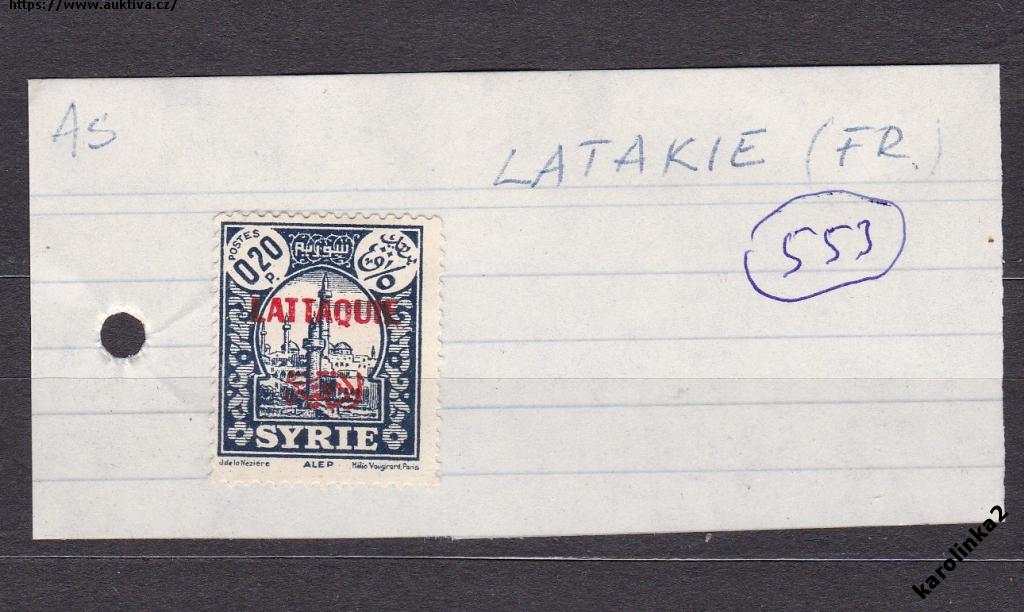 https://www.auktiva.cz/
As
LATAKIE (FR.)
553
POSTES
0,20
P.
LATTAQUIE
SYRIE
J.de la Nezière ALEP Hélio Vaugirard, Paris
karolinka2